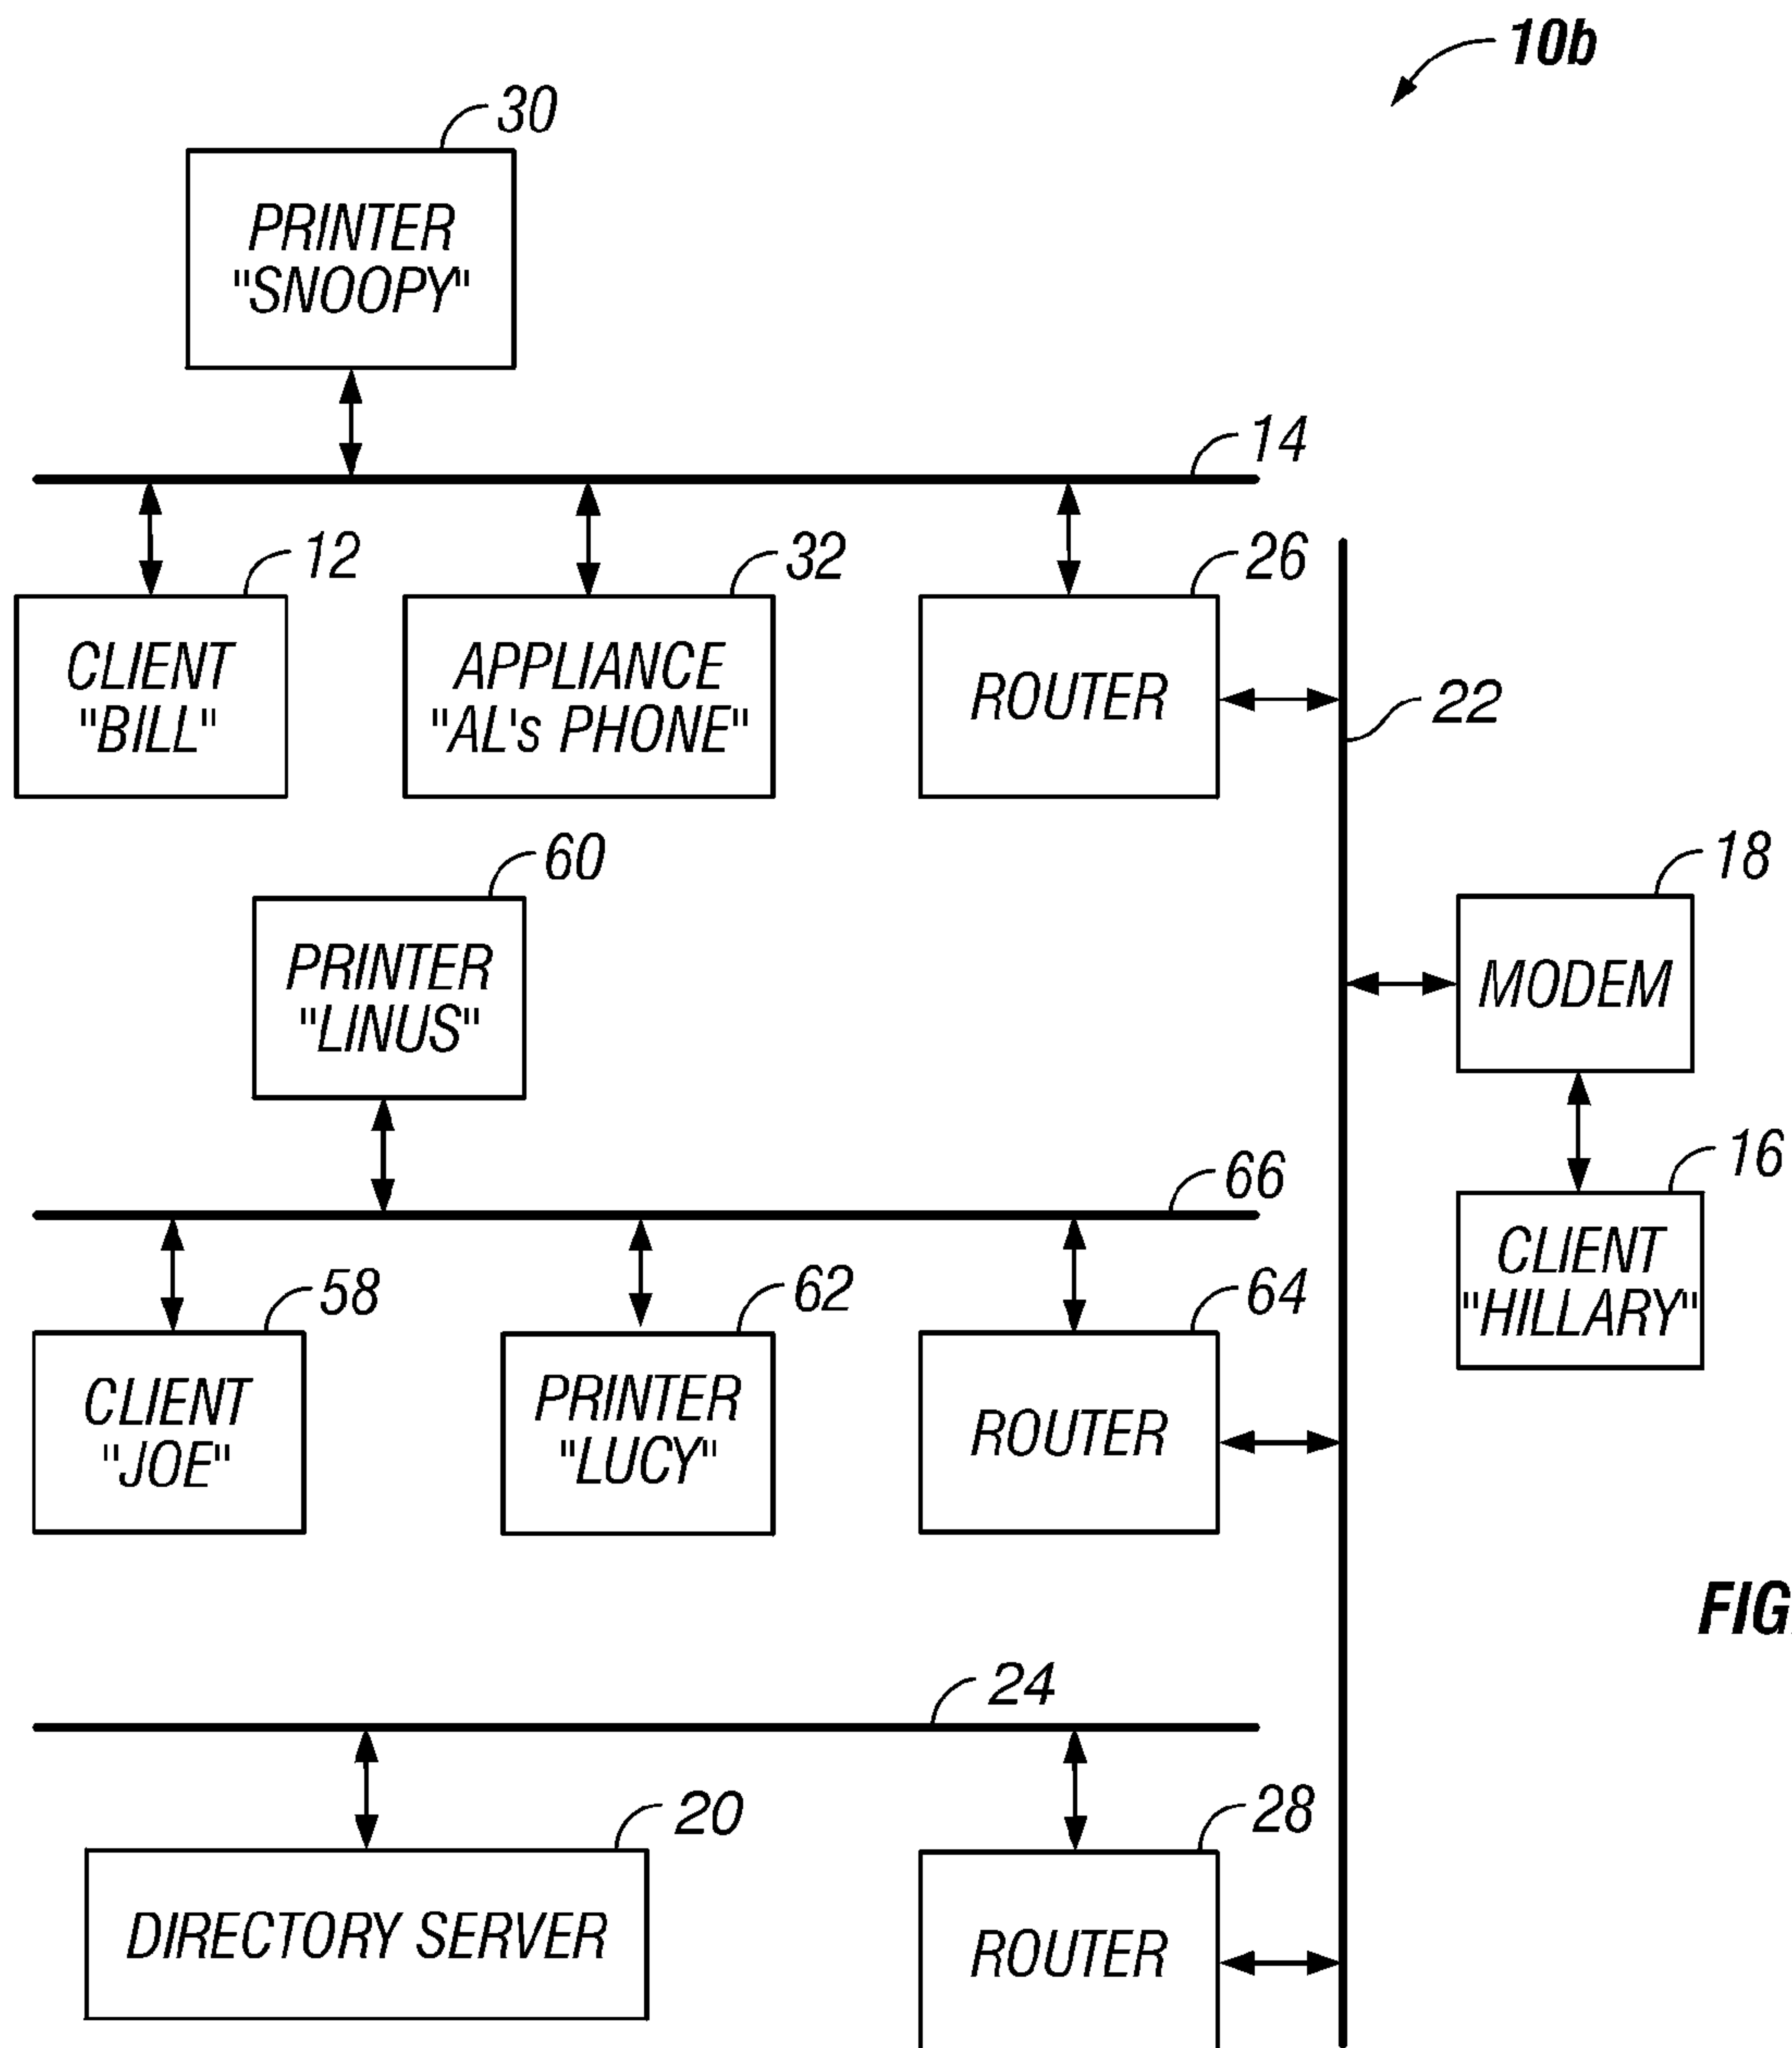 10b
30
PRINTER
"SNOOPY"
14
12
32
26
CLIENT
"BILL"
APPLIANCE
"AL's PHONE"
ROUTER
22
60
18
PRINTER
"LINUS"
MODEM
66
16
58
62
64
CLIENT
"HILLARY"
CLIENT
"JOE"
PRINTER
"LUCY"
ROUTER
FIG.
24
20
28
DIRECTORY SERVER
ROUTER